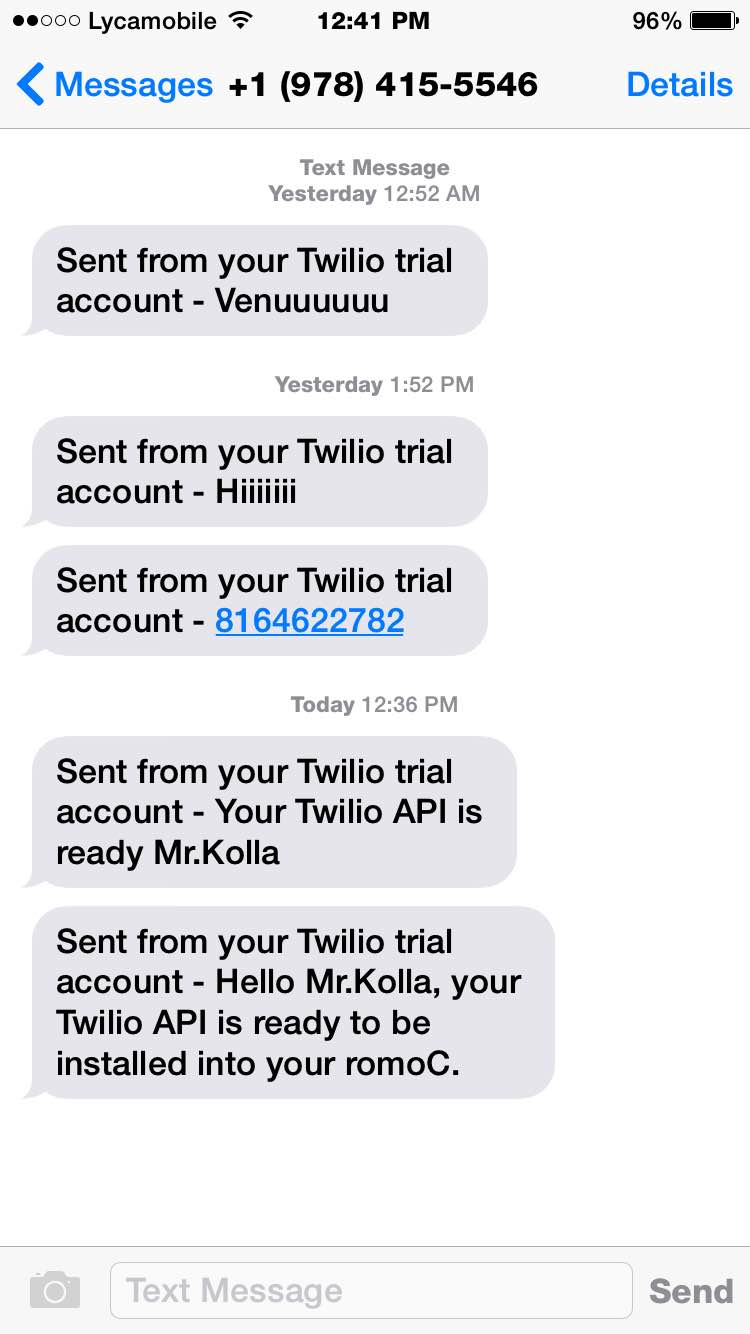 Lycamobile 12:41 PM 96%
Messages +1 (978) 415-5546 Details
Text Message
Yesterday 12:52 AM
Sent from your Twilio trial
account - Venuuuuuu
Yesterday 1:52 PM
Sent from your Twilio trial
account - Hiiiiiii
Sent from your Twilio trial
account - 8164622782
Today 12:36 PM
Sent from your Twilio trial
account - Your Twilio API is
ready Mr.Kolla
Sent from your Twilio trial
account - Hello Mr.Kolla, your
Twilio API is ready to be
installed into your romoC.
Text Message Send